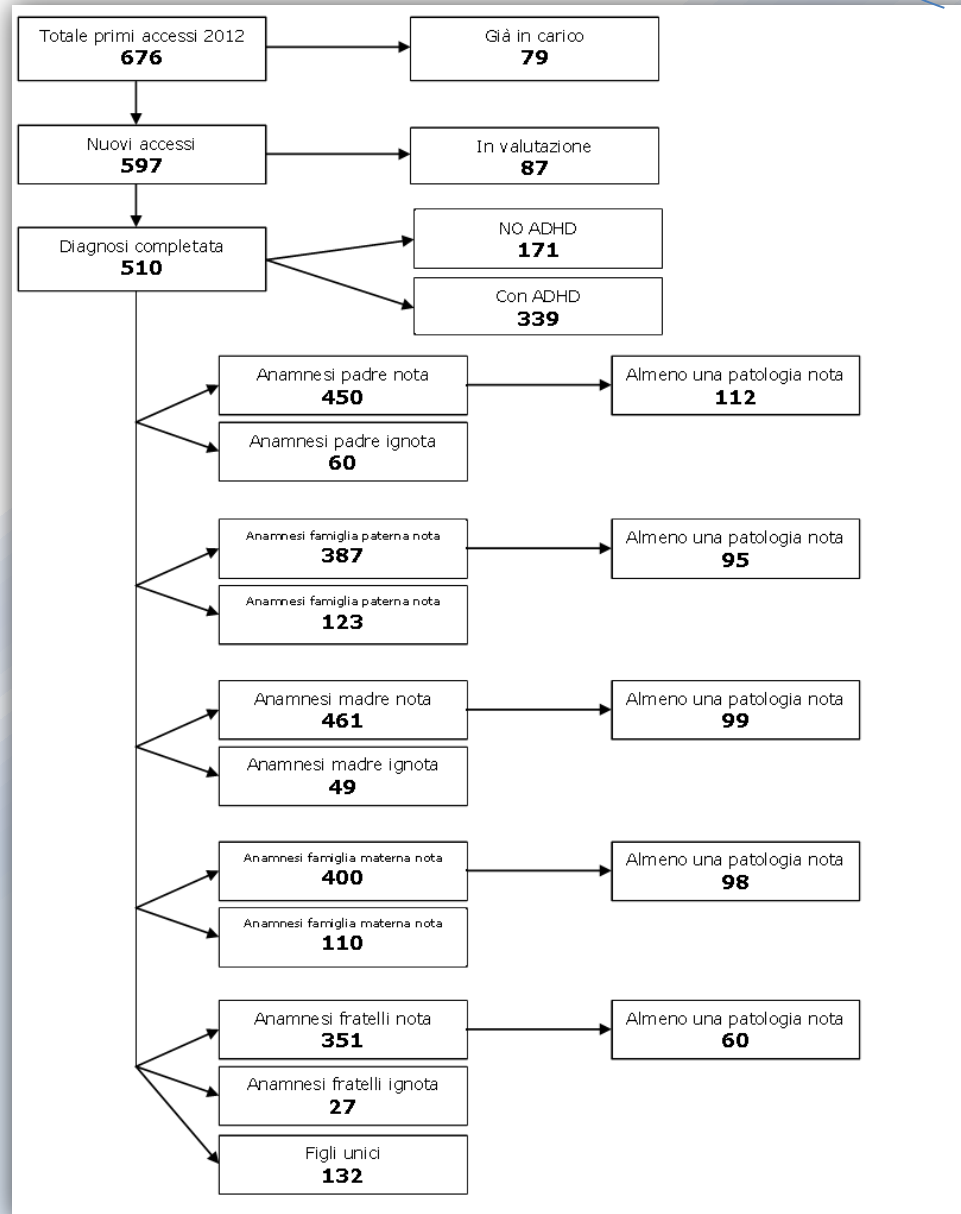 Totale primi accessi 2012
676
Già in carico
79
Nuovi accessi
597
In valutazione
87
Diagnosi completata
510
NO ADHD
171
Con ADHD
339
Anamnesi padre nota
450
Almeno una patologia nota
112
Anamnesi padre ignota
60
Anamnesi famiglia paterna nota
387
Almeno una patologia nota
95
Anamnesi famiglia paterna nota
123
Anamnesi madre nota
461
Almeno una patologia nota
99
Anamnesi madre ignota
49
Anamnesi famiglia materna nota
400
Almeno una patologia nota
98
Anamnesi famiglia materna nota
110
Anamnesi fratelli nota
351
Almeno una patologia nota
60
Anamnesi fratelli ignota
27
Figli unici
132